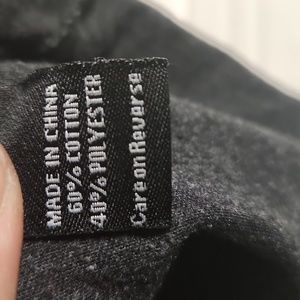 MADE IN CHINA
60% COTTON
40% POLYESTER
Care on Reverse